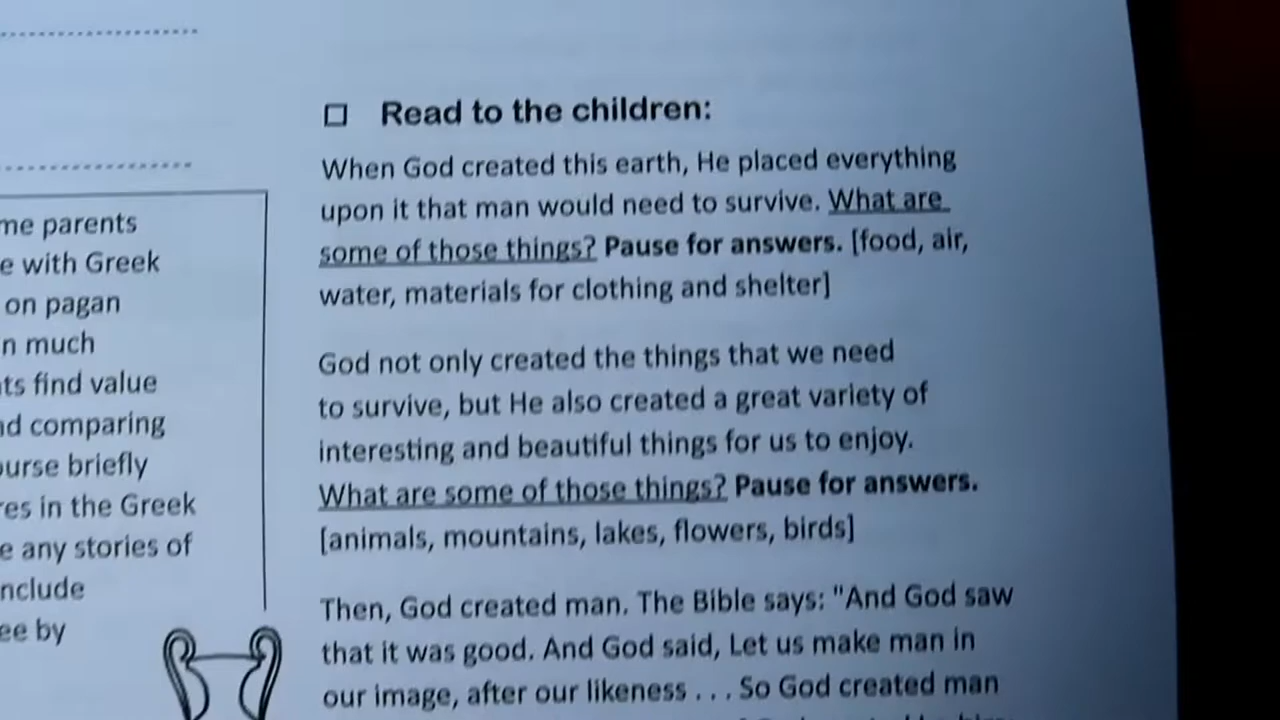 me parents
e with Greek
on pagan
n much
ts find value
nd comparing
ourse briefly
res in the Greek
e any stories of
nclude
ee by
☐ Read to the children:
When God created this earth, He placed everything
upon it that man would need to survive. What are
some of those things? Pause for answers. [food, air,
water, materials for clothing and shelter]
God not only created the things that we need
to survive, but He also created a great variety of
interesting and beautiful things for us to enjoy.
What are some of those things? Pause for answers.
[animals, mountains, lakes, flowers, birds]
Then, God created man. The Bible says: "And God saw
that it was good. And God said, Let us make man in
our image, after our likeness . . . So God created man